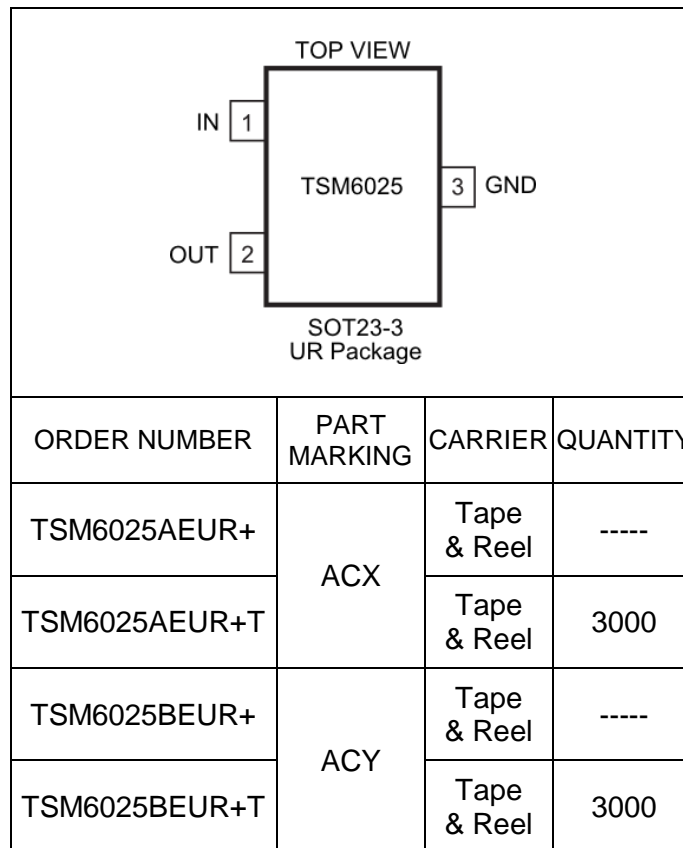 TOP VIEW
IN 1
TSM6025
3 GND
OUT 2
SOT23-3
UR Package
ORDER NUMBER PART MARKING CARRIER QUANTITY
TSM6025AEUR+ ACX Tape & Reel -----
TSM6025AEUR+T Tape & Reel 3000
TSM6025BEUR+ ACY Tape & Reel -----
TSM6025BEUR+T Tape & Reel 3000